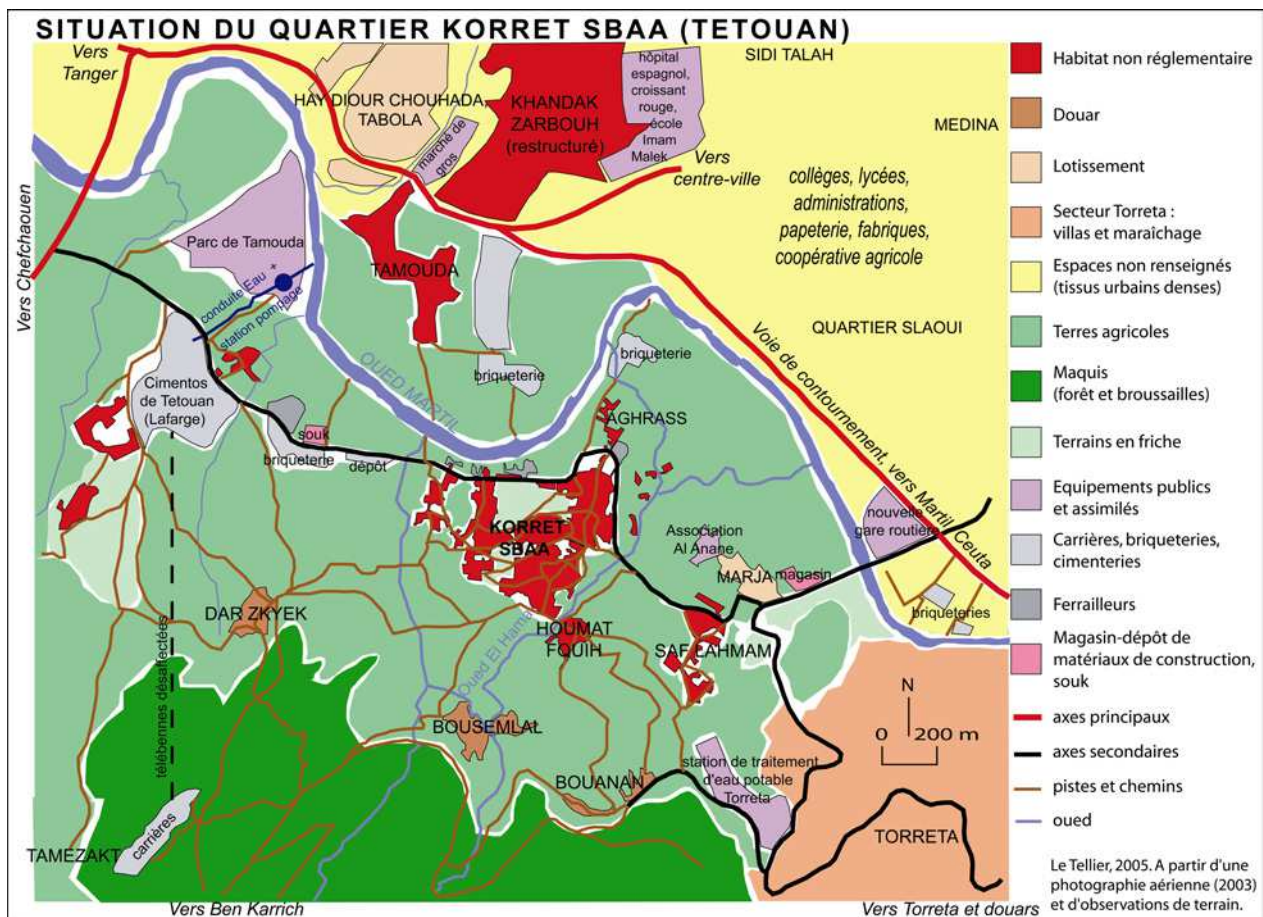 SITUATION DU QUARTIER KORRET SBAA (TETOUAN)
Vers
Tanger
HAY DIOUR CHOUHADA,
TABOLA
marché de
gros
KHANDAK
ZARBOUH
(restructuré)
hôpital
espagnol,
croissant
rouge,
école
Imam
Malek
SIDI TALAH
MEDINA
Vers
centre-ville
collèges, lycées,
administrations,
papeterie, fabriques,
coopérative agricole
Vers Chefchaouen
Parc de Tamouda
conduite Eau
station pompage
TAMOUDA
QUARTIER SLAOUI
Voie de contournement, vers Martil Ceuta
OUED MARTIL
briqueterie
briqueterie
Cimentos
de Tetouan
(Lafarge)
souk
briqueterie
dépôt
AGHRASS
KORRET
SBAA
Association
Al Anane
MARJA
magasin
nouvelle
gare routière
briqueteries
DAR ZKYEK
HOUMAT
FQUIH
SAF LAHMAM
Oued El Hama
télébennes désaffectées
BOUSEMLAL
BOUANAN
station de traitement
d'eau potable
Torreta
N
0 200 m
TORRETA
TAMEZAKT
carrières
Vers Ben Karrich
Vers Torreta et douars
Habitat non réglementaire
Douar
Lotissement
Secteur Torreta :
villas et maraîchage
Espaces non renseignés
(tissus urbains denses)
Terres agricoles
Maquis
(forêt et broussailles)
Terrains en friche
Equipements publics
et assimilés
Carrières, briqueteries,
cimenteries
Ferrailleurs
Magasin-dépôt de
matériaux de construction,
souk
axes principaux
axes secondaires
pistes et chemins
oued
Le Tellier, 2005. A partir d'une
photographie aérienne (2003)
et d'observations de terrain.